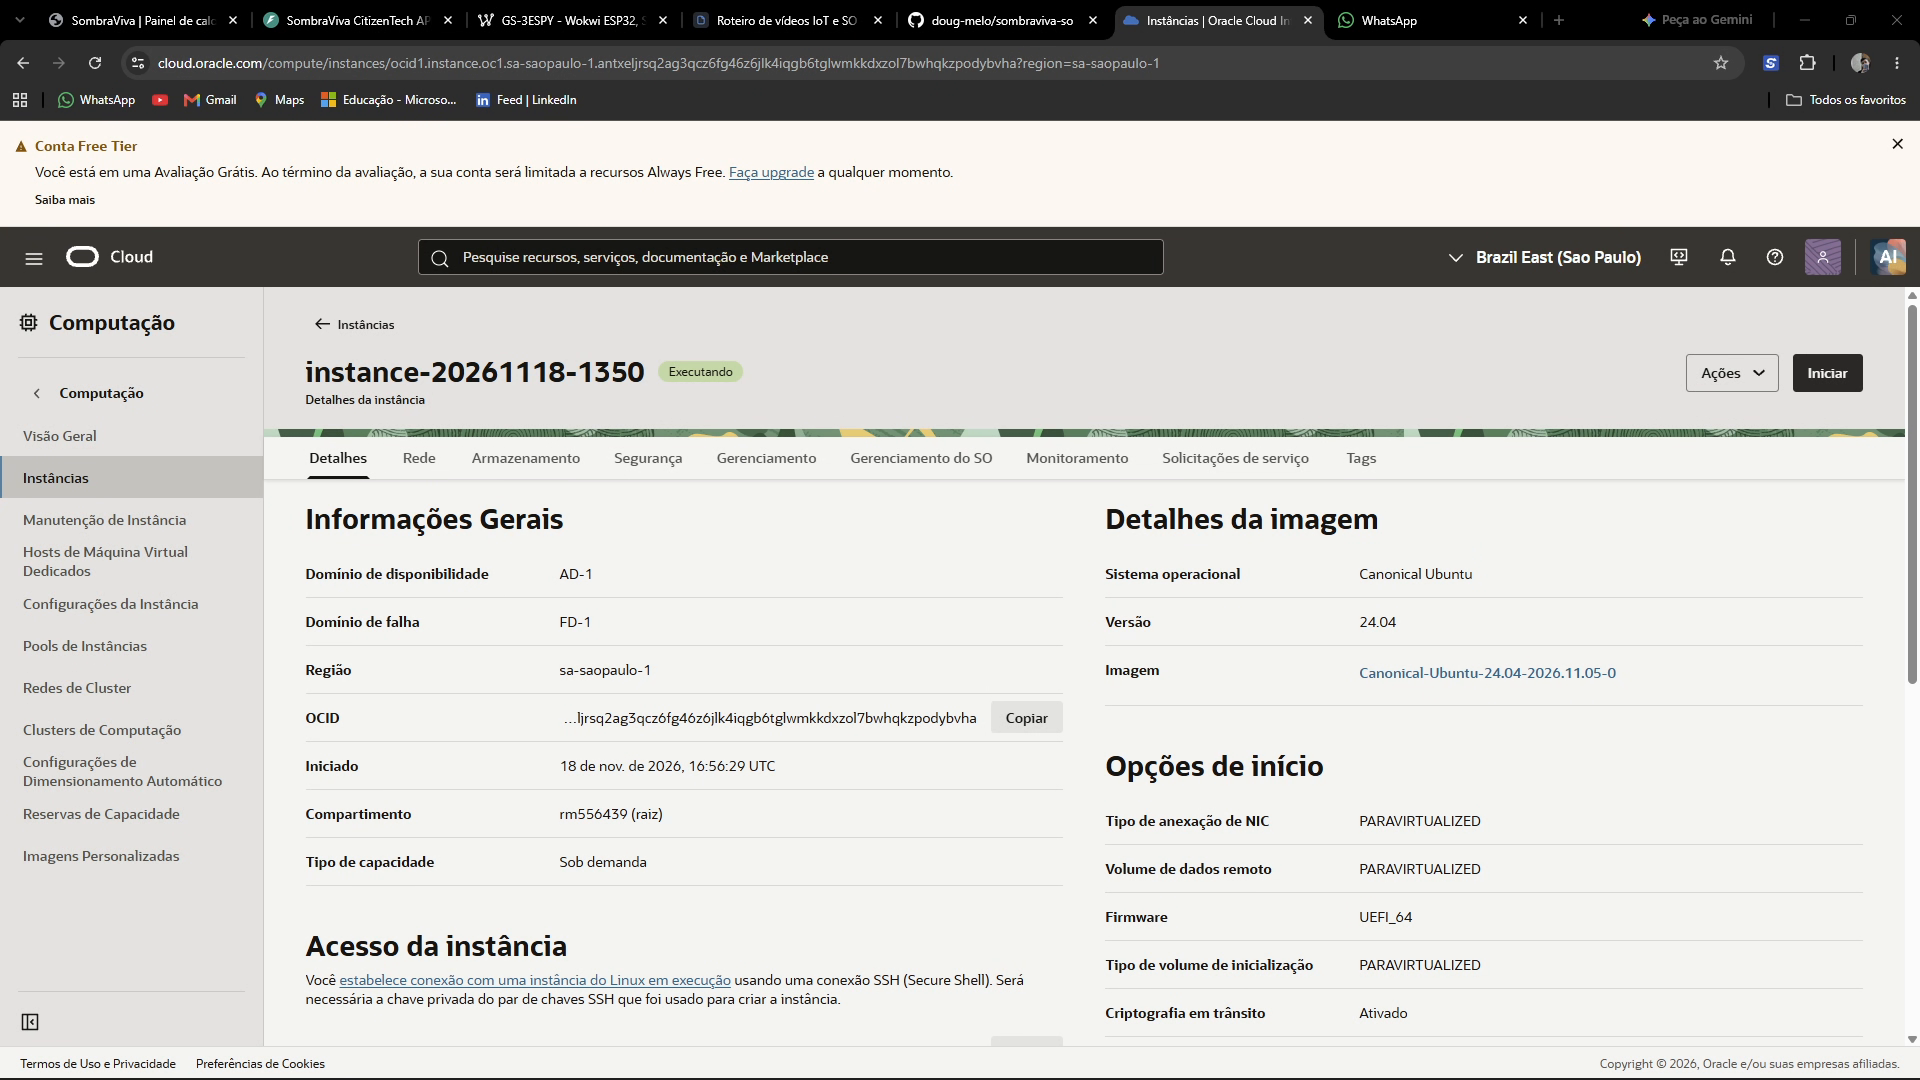 SombraViva | Painel de calc
SombraViva CitizenTech AP
GS-3ESPY - Wokwi ESP32, S
Roteiro de vídeos IoT e SO
doug-melo/sombraviva-so
Instâncias | Oracle Cloud In
WhatsApp
Peça ao Gemini
cloud.oracle.com/compute/instances/ocid1.instance.oc1.sa-saopaulo-1.antxeljrsq2ag3qcz6fg46z6jlk4iqgb6tglwmkkdxzol7bwhqkzpodybvha?region=sa-saopaulo-1
WhatsApp
Gmail
Maps
Educação - Microso...
Feed | LinkedIn
Todos os favoritos
Conta Free Tier
Você está em uma Avaliação Grátis. Ao término da avaliação, a sua conta será limitada a recursos Always Free. Faça upgrade a qualquer momento.
Saiba mais
Cloud
Pesquise recursos, serviços, documentação e Marketplace
Brazil East (Sao Paulo)
AI
Computação
Computação
Visão Geral
Instâncias
Manutenção de Instância
Hosts de Máquina Virtual
Dedicados
Configurações da Instância
Pools de Instâncias
Redes de Cluster
Clusters de Computação
Configurações de
Dimensionamento Automático
Reservas de Capacidade
Imagens Personalizadas
Instâncias
instance-20261118-1350 Executando
Detalhes da instância
Ações
Iniciar
Detalhes Rede Armazenamento Segurança Gerenciamento Gerenciamento do SO Monitoramento Solicitações de serviço Tags
Informações Gerais
Domínio de disponibilidade AD-1
Domínio de falha FD-1
Região sa-saopaulo-1
OCID ...ljrsq2ag3qcz6fg46z6jlk4iqgb6tglwmkkdxzol7bwhqkzpodybvha Copiar
Iniciado 18 de nov. de 2026, 16:56:29 UTC
Compartimento rm556439 (raiz)
Tipo de capacidade Sob demanda
Acesso da instância
Você estabelece conexão com uma instância do Linux em execução usando uma conexão SSH (Secure Shell). Será
necessária a chave privada do par de chaves SSH que foi usado para criar a instância.
Detalhes da imagem
Sistema operacional Canonical Ubuntu
Versão 24.04
Imagem Canonical-Ubuntu-24.04-2026.11.05-0
Opções de início
Tipo de anexação de NIC PARAVIRTUALIZED
Volume de dados remoto PARAVIRTUALIZED
Firmware UEFI_64
Tipo de volume de inicialização PARAVIRTUALIZED
Criptografia em trânsito Ativado
Termos de Uso e Privacidade
Preferências de Cookies
Copyright © 2026, Oracle e/ou suas empresas afiliadas.